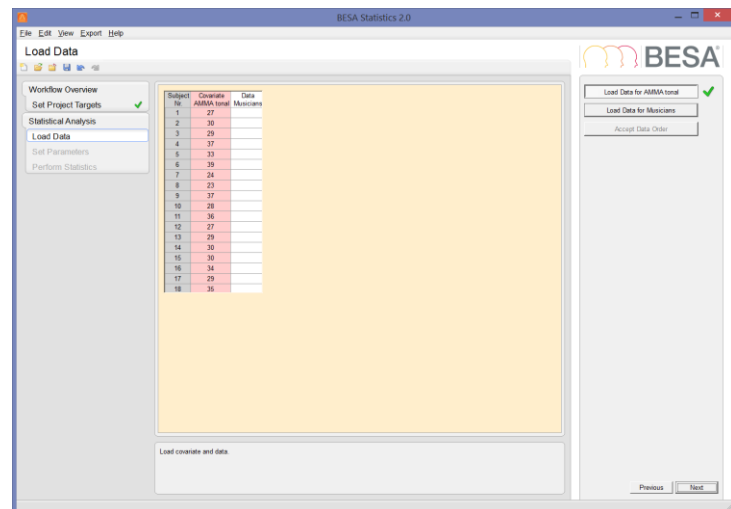 BESA Statistics 2.0
File Edit View Export Help
Load Data
BESA
Workflow Overview
Set Project Targets
Statistical Analysis
Load Data
Set Parameters
Perform Statistics
Subject Nr. Covariate AMMA tonal Data Musicians
1 27
2 30
3 29
4 37
5 33
6 39
7 24
8 23
9 37
10 28
11 36
12 27
13 29
14 30
15 30
16 34
17 29
18 35
Load Data for AMMA tonal
Load Data for Musicians
Accept Data Order
Load covariate and data.
Previous Next